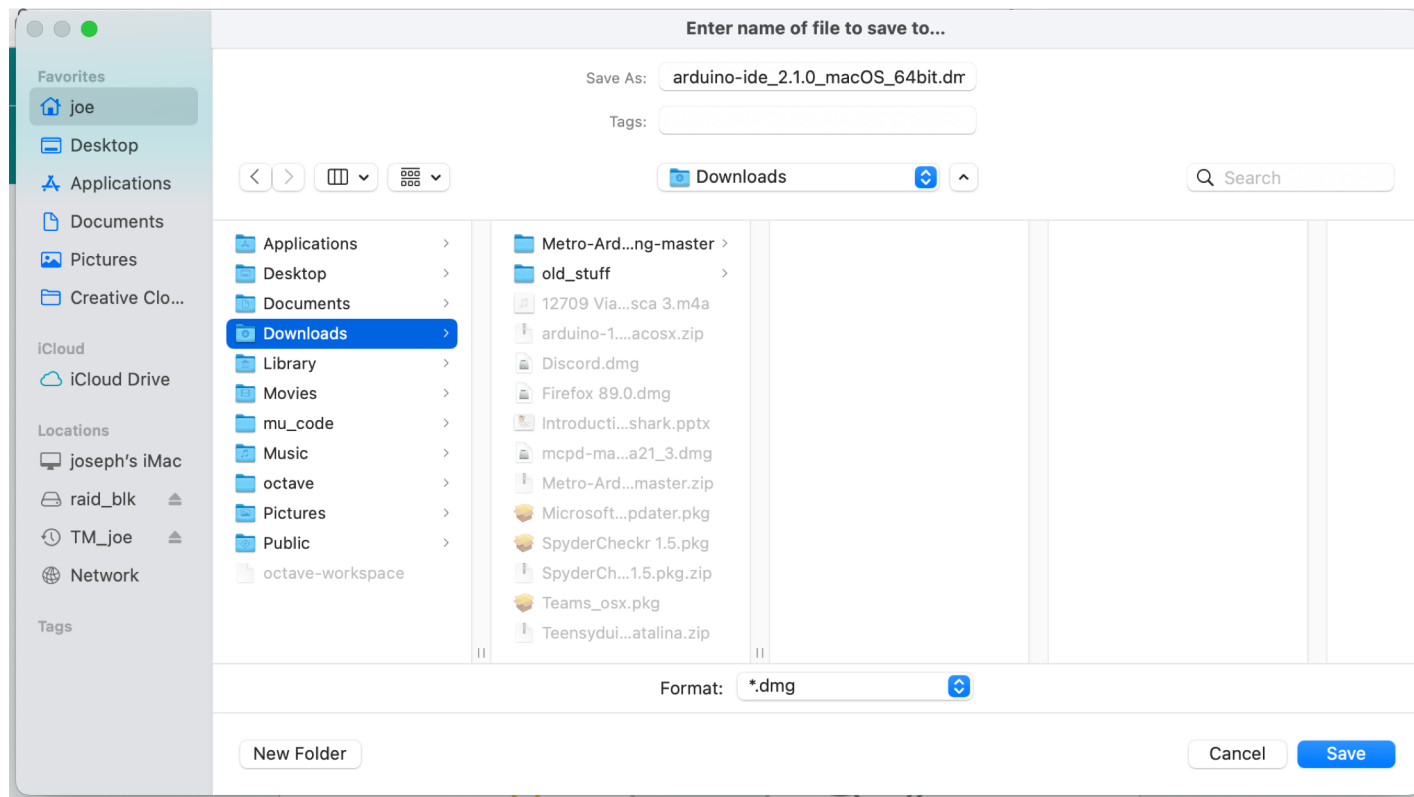 Enter name of file to save to...
Save As: arduino-ide_2.1.0_macOS_64bit.dm
Tags:
Favorites
joe
Desktop
Applications
Documents
Pictures
Creative Clo...
iCloud
iCloud Drive
Locations
joseph's iMac
raid_blk
TM_joe
Network
Tags
Downloads
Search
Applications
Desktop
Documents
Downloads
Library
Movies
mu_code
Music
octave
Pictures
Public
octave-workspace
Metro-Ard...ng-master
old_stuff
12709 Via...sca 3.m4a
arduino-1....acosx.zip
Discord.dmg
Firefox 89.0.dmg
Introducti...shark.pptx
mcpd-ma...a21_3.dmg
Metro-Ard...master.zip
Microsoft...pdater.pkg
SpyderCheckr 1.5.pkg
SpyderCh...1.5.pkg.zip
Teams_osx.pkg
Teensydui...atalina.zip
Format: *.dmg
New Folder
Cancel
Save